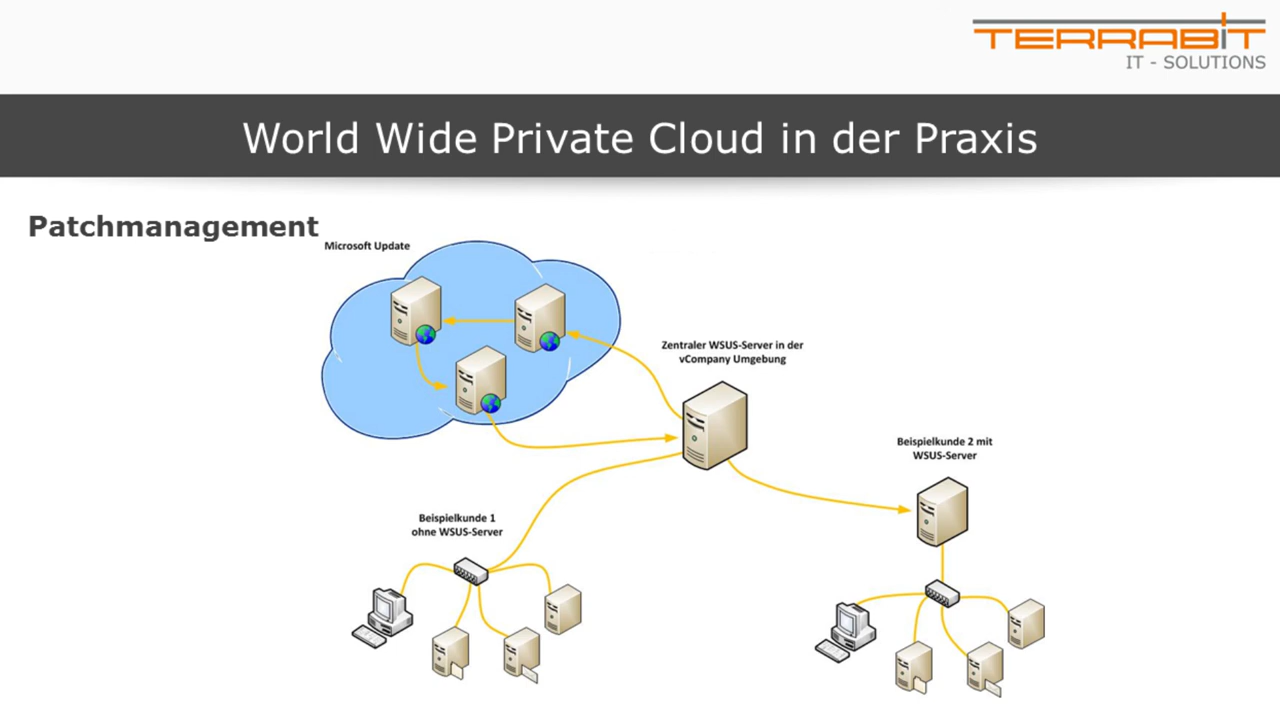 TERRABIT
IT - SOLUTIONS
World Wide Private Cloud in der Praxis
Patchmanagement
Microsoft Update
Zentraler WSUS-Server in der
vCompany Umgebung
Beispielkunde 2 mit
WSUS-Server
Beispielkunde 1
ohne WSUS-Server